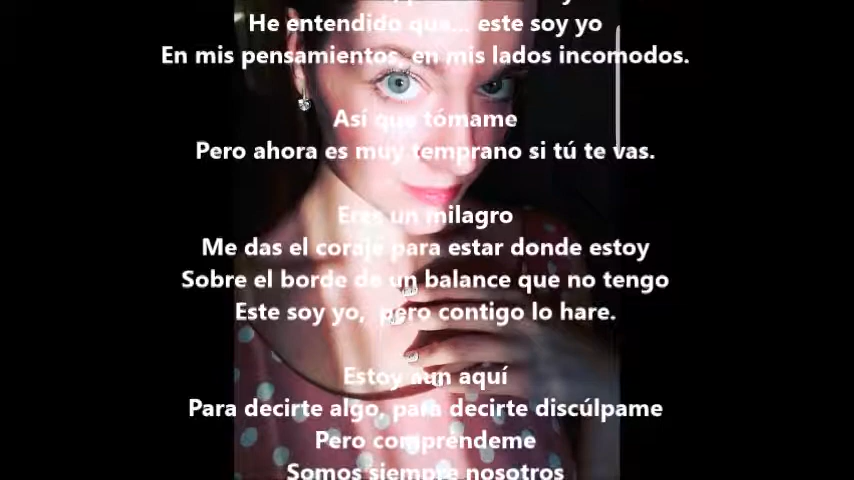 He entendido que... este soy yo
En mis pensamientos, en mis lados incomodos.
Así que tómame
Pero ahora es muy temprano si tú te vas.
Eres un milagro
Me das el coraje para estar donde estoy
Sobre el borde de un balance que no tengo
Este soy yo, pero contigo lo hare.
Estoy aun aquí
Para decirte algo, para decirte discúlpame
Pero compréndeme
Somos siempre nosotros